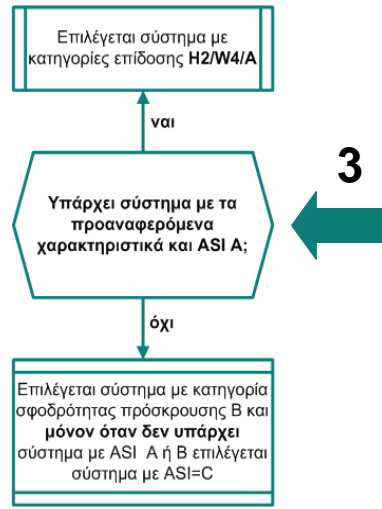 Επιλέγεται σύστημα με
κατηγορίες επίδοσης H2/W4/A
ναι
3
Υπάρχει σύστημα με τα
προαναφερόμενα
χαρακτηριστικά και ASI A;
όχι
Επιλέγεται σύστημα με κατηγορία
σφοδρότητας πρόσκρουσης Β και
μόνον όταν δεν υπάρχει
σύστημα με ASI Α ή Β επιλέγεται
σύστημα με ASI=C